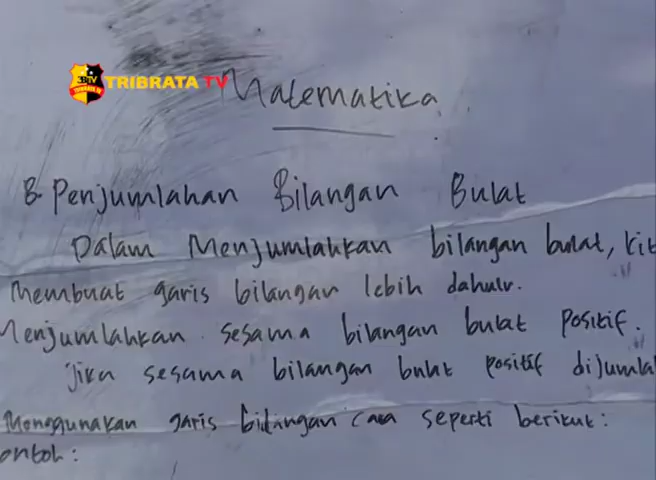 TRIBRATA TV
Matematika
B. Penjumlahan Bilangan Bulat
Dalam Menjumlahkan bilangan bulat, kit
membuat garis bilangan lebih dahulu.
Menjumlahkan sesama bilangan bulat positif.
Jika sesama bilangan bulat positif dijumla
Menggunakan garis bilangan cara seperti berikut:
ontoh: